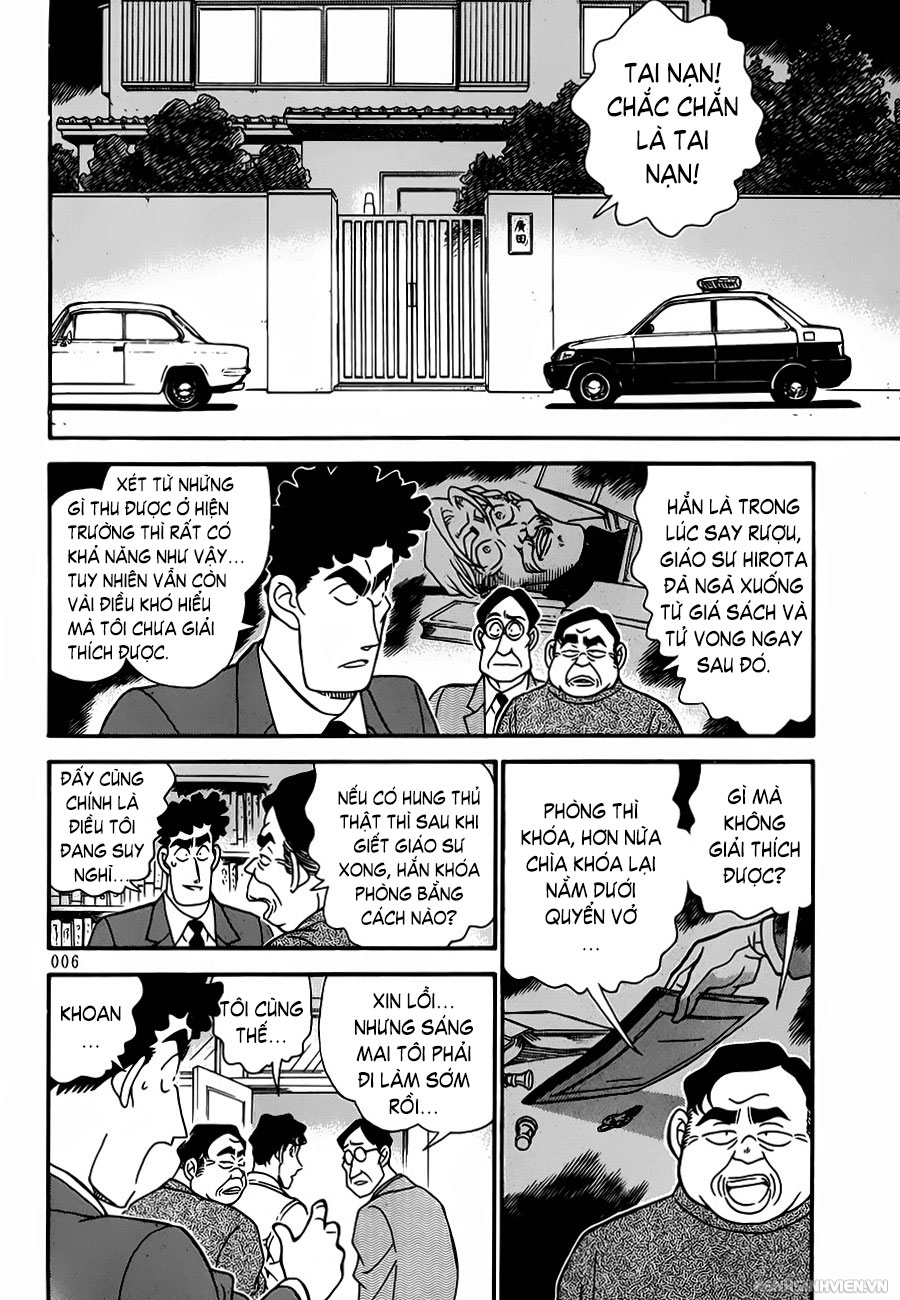 TAI NẠN!
CHẮC CHẮN
LÀ TAI
NẠN!
廣田
HẲN LÀ TRONG
LÚC SAY RƯỢU,
GIÁO SƯ HIROTA
ĐÃ NGÃ XUỐNG
TỪ GIÁ SÁCH VÀ
TỬ VONG NGAY
SAU ĐÓ.
XÉT TỪ NHỮNG
GÌ THU ĐƯỢC Ở HIỆN
TRƯỜNG THÌ RẤT CÓ
KHẢ NĂNG NHƯ VẬY...
TUY NHIÊN VẪN CÒN
VÀI ĐIỀU KHÓ HIỂU
MÀ TÔI CHƯA GIẢI
THÍCH ĐƯỢC.
GÌ MÀ
KHÔNG
GIẢI THÍCH
ĐƯỢC?
PHÒNG THÌ
KHÓA, HƠN NỮA
CHÌA KHÓA LẠI
NẰM DƯỚI
QUYỂN VỞ
...
NẾU CÓ HUNG THỦ
THẬT THÌ SAU KHI
GIẾT GIÁO SƯ
XONG, HẮN KHÓA
PHÒNG BẰNG
CÁCH NÀO?
ĐẤY CŨNG
CHÍNH LÀ
ĐIỀU TÔI
ĐANG SUY
NGHĨ...
006
XIN LỖI...
NHƯNG SÁNG
MAI TÔI PHẢI
ĐI LÀM SỚM
RỒI...
TÔI CŨNG
THẾ...
KHOAN
...
KENHSINHVIEN.VN